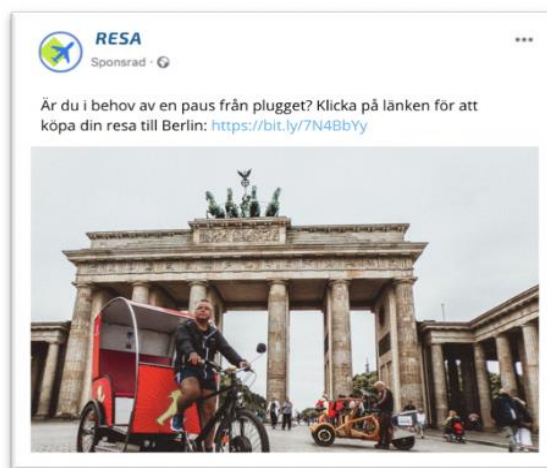 RESA
Sponsrad ·
Är du i behov av en paus från plugget? Klicka på länken för att
köpa din resa till Berlin: https://bit.ly/7N4BbYy